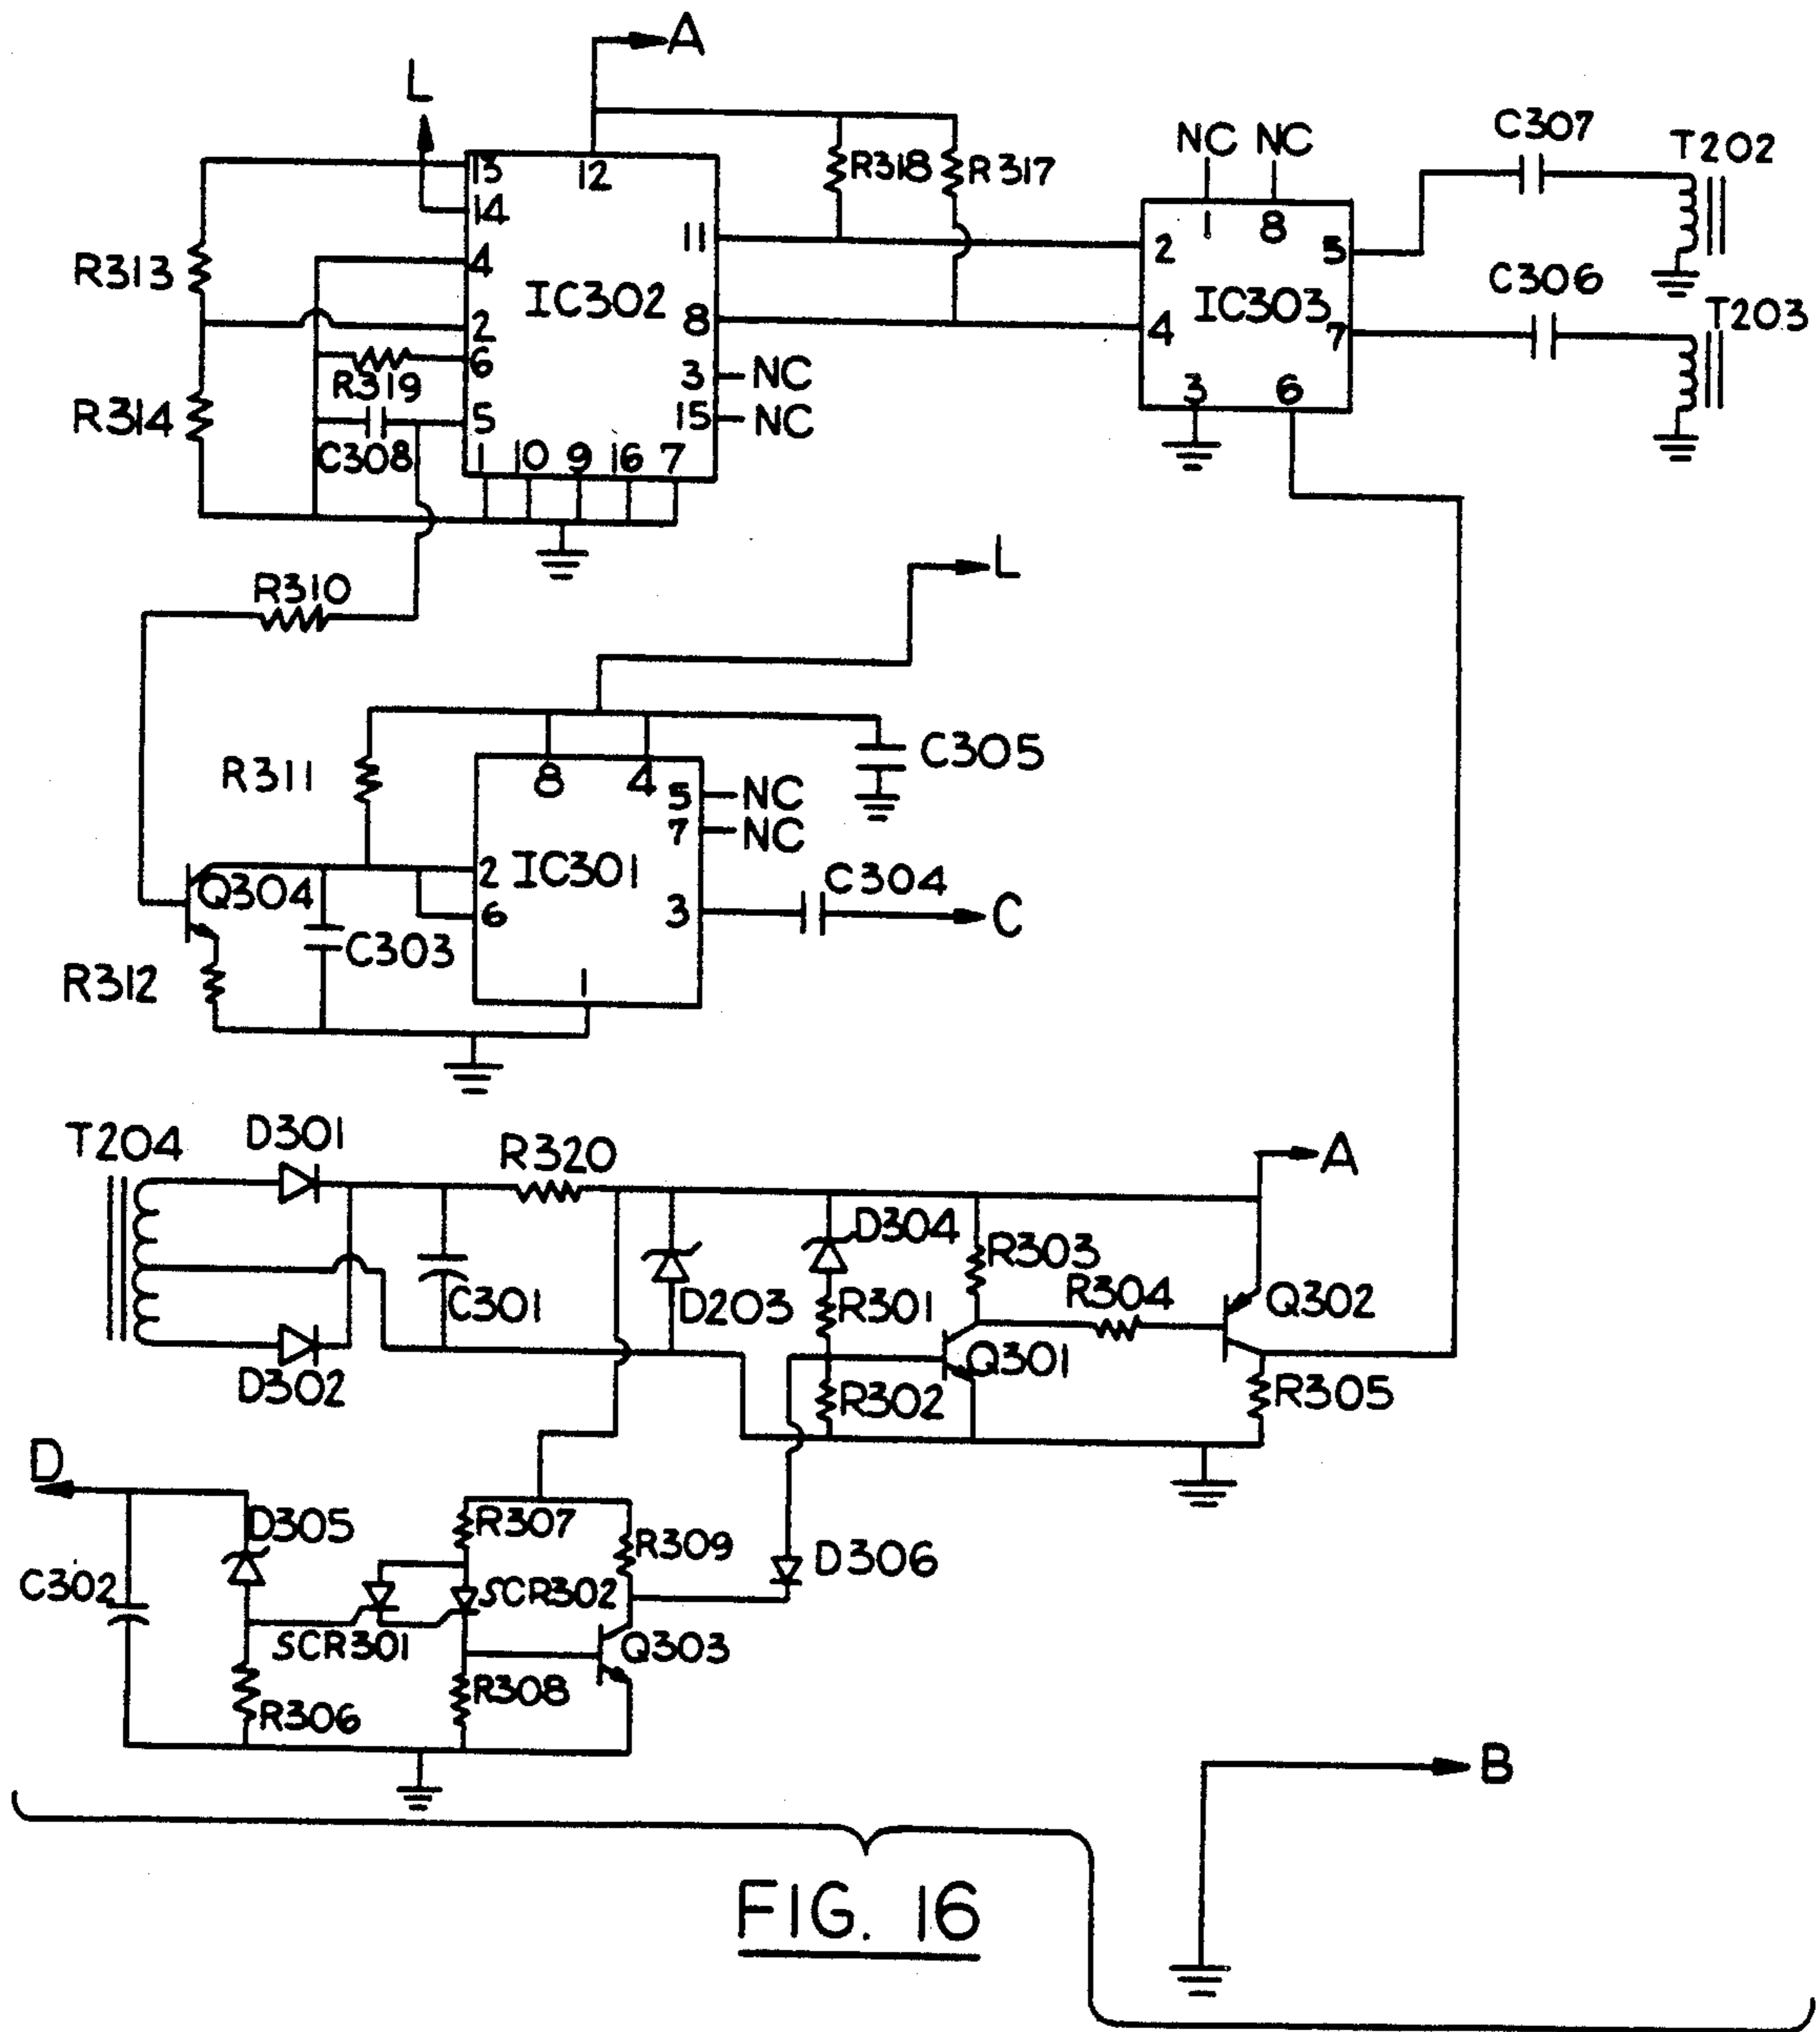 A
L
C307
T202
NC NC
R318 R317
13
12
14
1 8
11
2
5
R313
4
C306
IC302
IC303
T203
2
8
4
7
6
3 NC
R319
3 6
R314
15 NC
5
C308
1 10 9 16 7
L
R310
C305
R311
8 4
5 NC
7 NC
2 IC301
C304
Q304
6
3
C
C303
R312
1
T204
D301
R320
A
D304
R303
R304
Q302
C301
D203
R301
Q301
D302
R302
R305
D
D305
R307
R309
D306
C302
SCR302
SCR301
Q303
R308
R306
B
FIG. 16